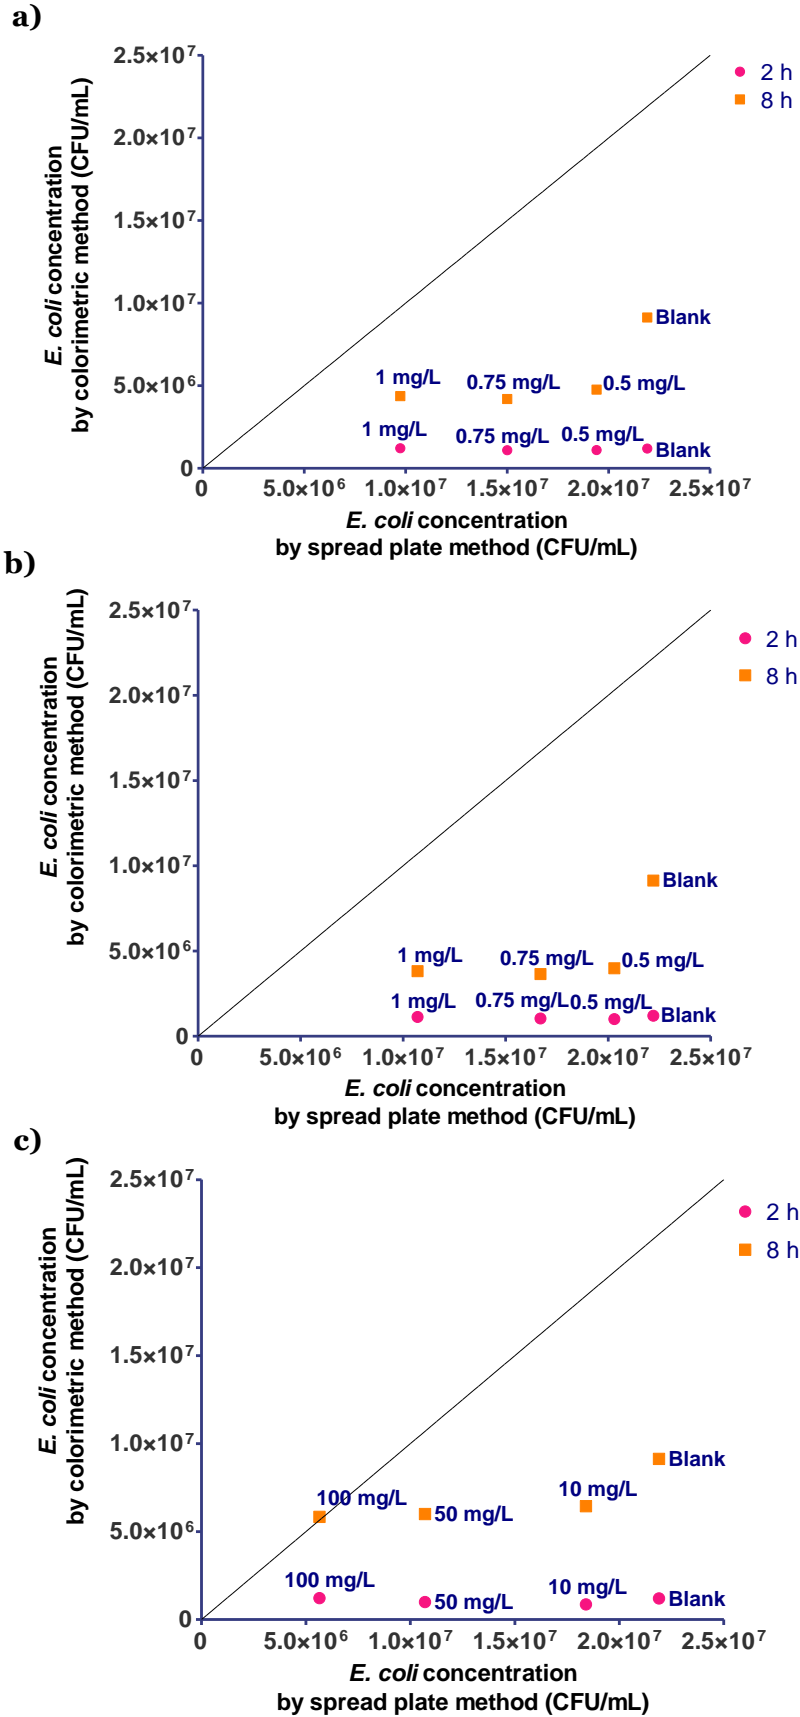 a)
E. coli concentration
by colorimetric method (CFU/mL)
2.5×10⁷
2.0×10⁷
1.5×10⁷
1.0×10⁷
5.0×10⁶
0
2 h
8 h
Blank
1 mg/L
0.75 mg/L
0.5 mg/L
1 mg/L
0.75 mg/L
0.5 mg/L
Blank
0 5.0×10⁶ 1.0×10⁷ 1.5×10⁷ 2.0×10⁷ 2.5×10⁷
E. coli concentration
by spread plate method (CFU/mL)
b)
E. coli concentration
by colorimetric method (CFU/mL)
2.5×10⁷
2.0×10⁷
1.5×10⁷
1.0×10⁷
5.0×10⁶
0
2 h
8 h
Blank
1 mg/L
0.75 mg/L
0.5 mg/L
1 mg/L
0.75 mg/L
0.5 mg/L
Blank
0 5.0×10⁶ 1.0×10⁷ 1.5×10⁷ 2.0×10⁷ 2.5×10⁷
E. coli concentration
by spread plate method (CFU/mL)
c)
E. coli concentration
by colorimetric method (CFU/mL)
2.5×10⁷
2.0×10⁷
1.5×10⁷
1.0×10⁷
5.0×10⁶
0
2 h
8 h
Blank
100 mg/L
50 mg/L
10 mg/L
100 mg/L
50 mg/L
10 mg/L
Blank
0 5.0×10⁶ 1.0×10⁷ 1.5×10⁷ 2.0×10⁷ 2.5×10⁷
E. coli concentration
by spread plate method (CFU/mL)